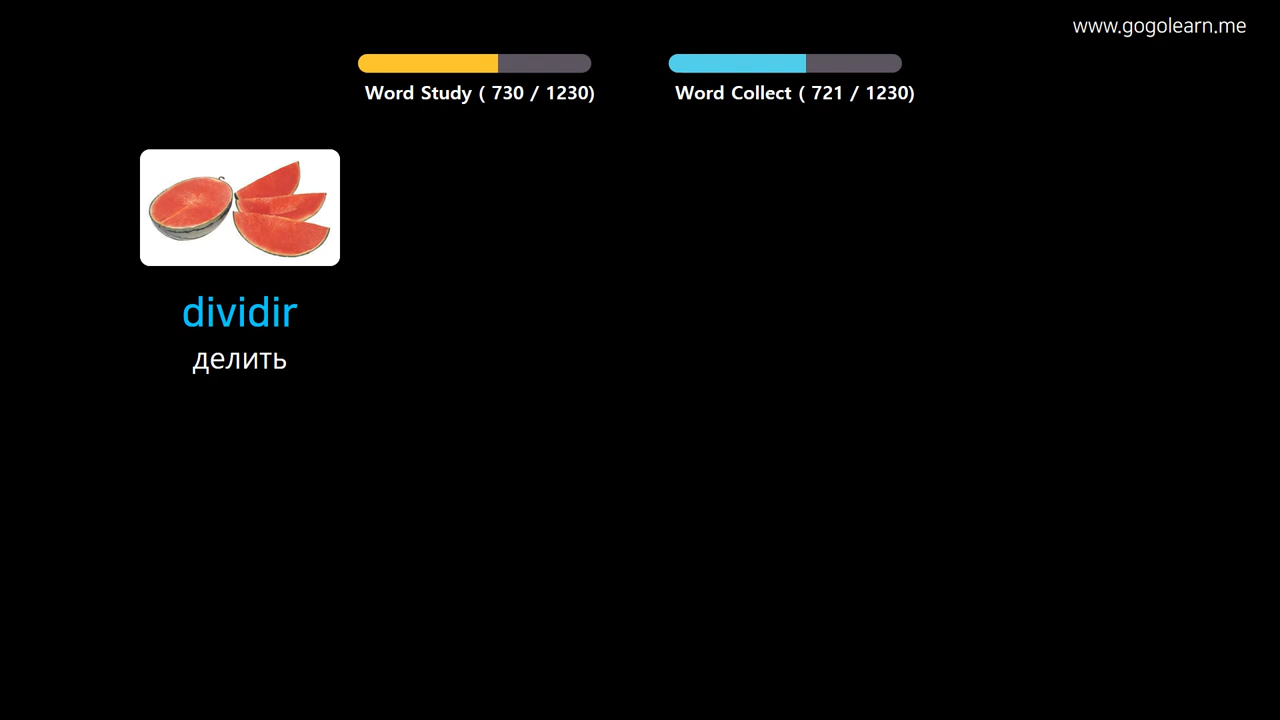 www.gogolearn.me
Word Study ( 730 / 1230)
Word Collect ( 721 / 1230)
dividir
делить